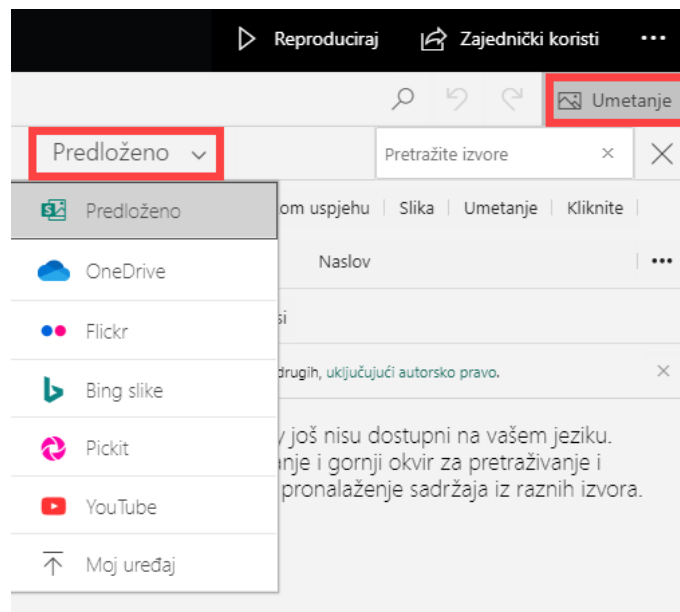 Reproduciraj Zajednički koristi
Umetanje
Predloženo Pretražite izvore
Predloženo om uspjehu Slika Umetanje Kliknite
OneDrive Naslov
Flickr si
Bing slike drugih, uključujući autorsko pravo.
Pickit y još nisu dostupni na vašem jeziku.
anje i gornji okvir za pretraživanje i
YouTube pronalaženje sadržaja iz raznih izvora.
Moj uređaj